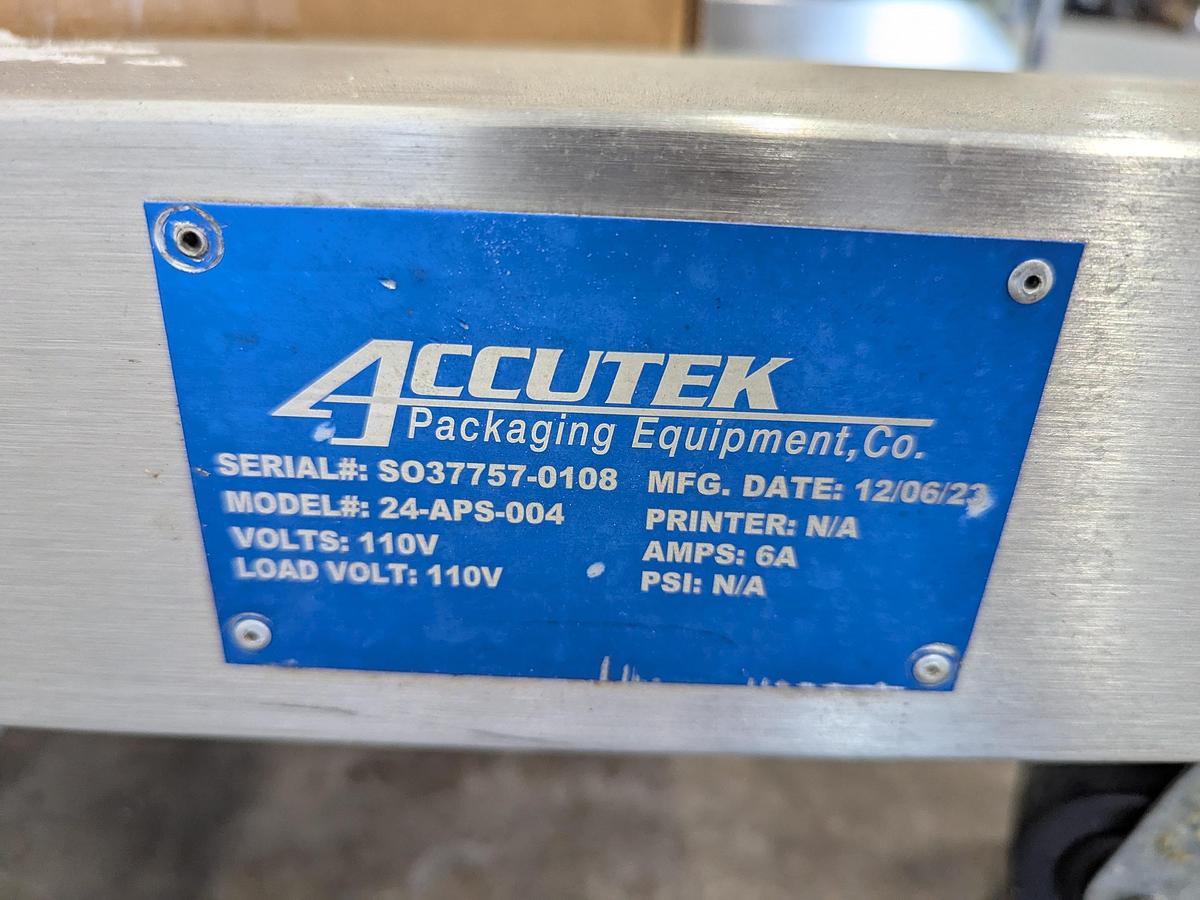 ACCUTEK
Packaging Equipment, Co.
SERIAL#: SO37757-0108 MFG. DATE: 12/06/23
MODEL#: 24-APS-004 PRINTER: N/A
VOLTS: 110V AMPS: 6A
LOAD VOLT: 110V PSI: N/A